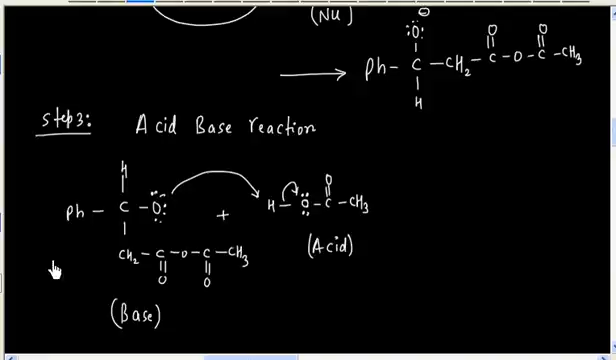 (Nu)
⊖
:Ö:
O O
|| ||
Ph – C – CH2 – C – O – C – CH3
|
H
Step3: Acid Base reaction
H
|
Ph – C – O: + H – O – C – CH3
| ||
O
CH2 – C – O – C – CH3
|| ||
O O
(Acid)
(Base)